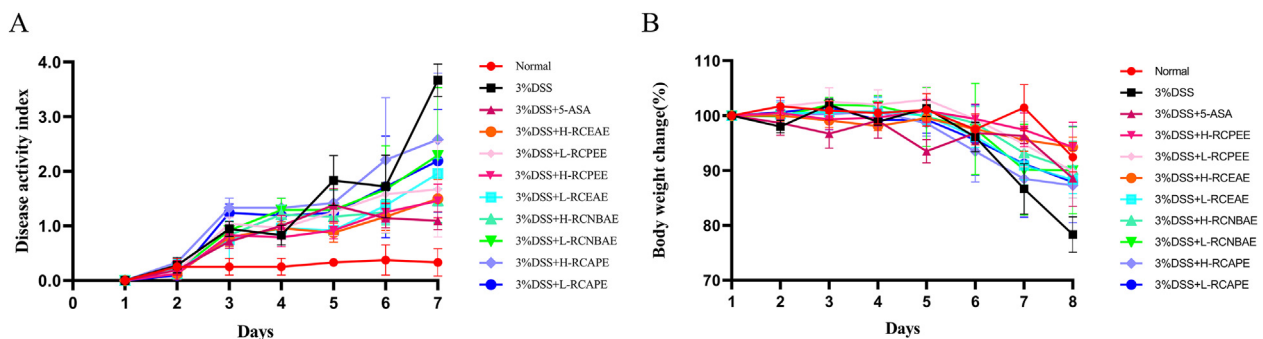 A
Disease activity index
4.0
3.0
2.0
1.0
0.0
0 1 2 3 4 5 6 7
Days
Normal
3%DSS
3%DSS+5-ASA
3%DSS+H-RCEAE
3%DSS+L-RCPEE
3%DSS+H-RCPEE
3%DSS+L-RCEAE
3%DSS+H-RCNBAE
3%DSS+L-RCNBAE
3%DSS+H-RCAPE
3%DSS+L-RCAPE
B
Body weight change(%)
110
100
90
80
70
1 2 3 4 5 6 7 8
Days
Normal
3%DSS
3%DSS+5-ASA
3%DSS+H-RCPEE
3%DSS+L-RCPEE
3%DSS+H-RCEAE
3%DSS+L-RCEAE
3%DSS+H-RCNBAE
3%DSS+L-RCNBAE
3%DSS+H-RCAPE
3%DSS+L-RCAPE